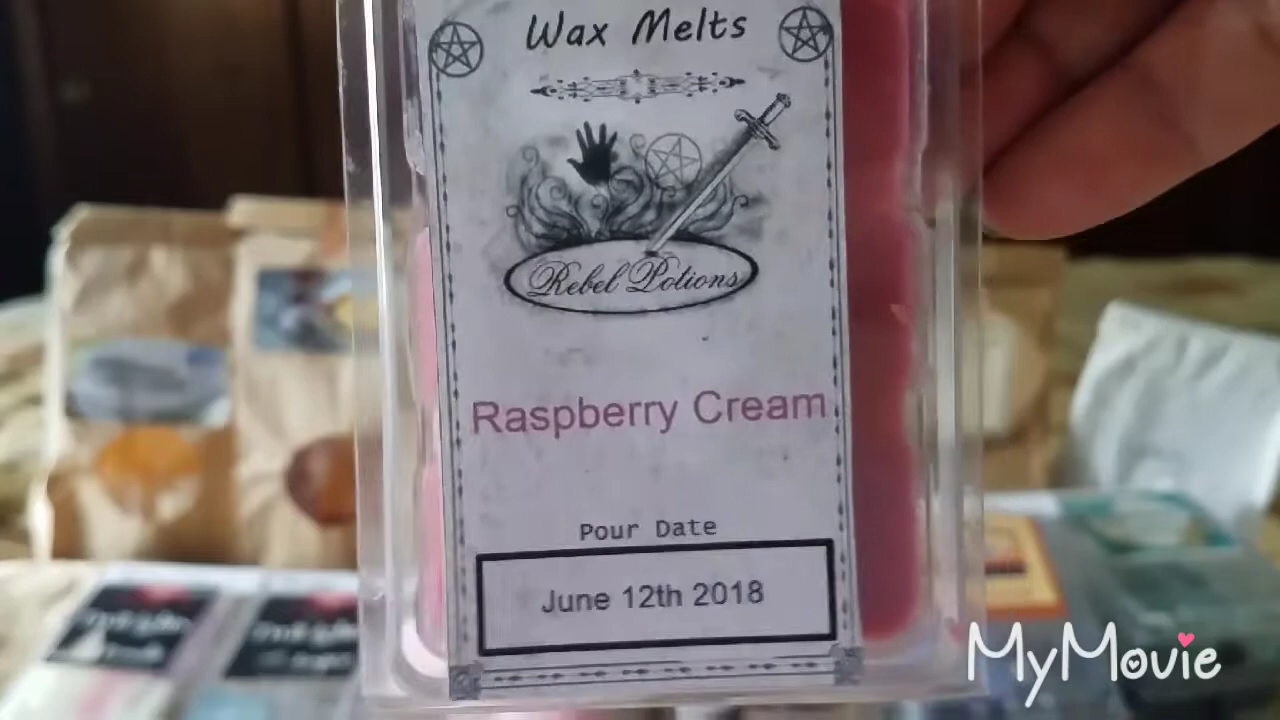 Wax Melts
Rebel Potions
Raspberry Cream
Pour Date
June 12th 2018
MyMovie